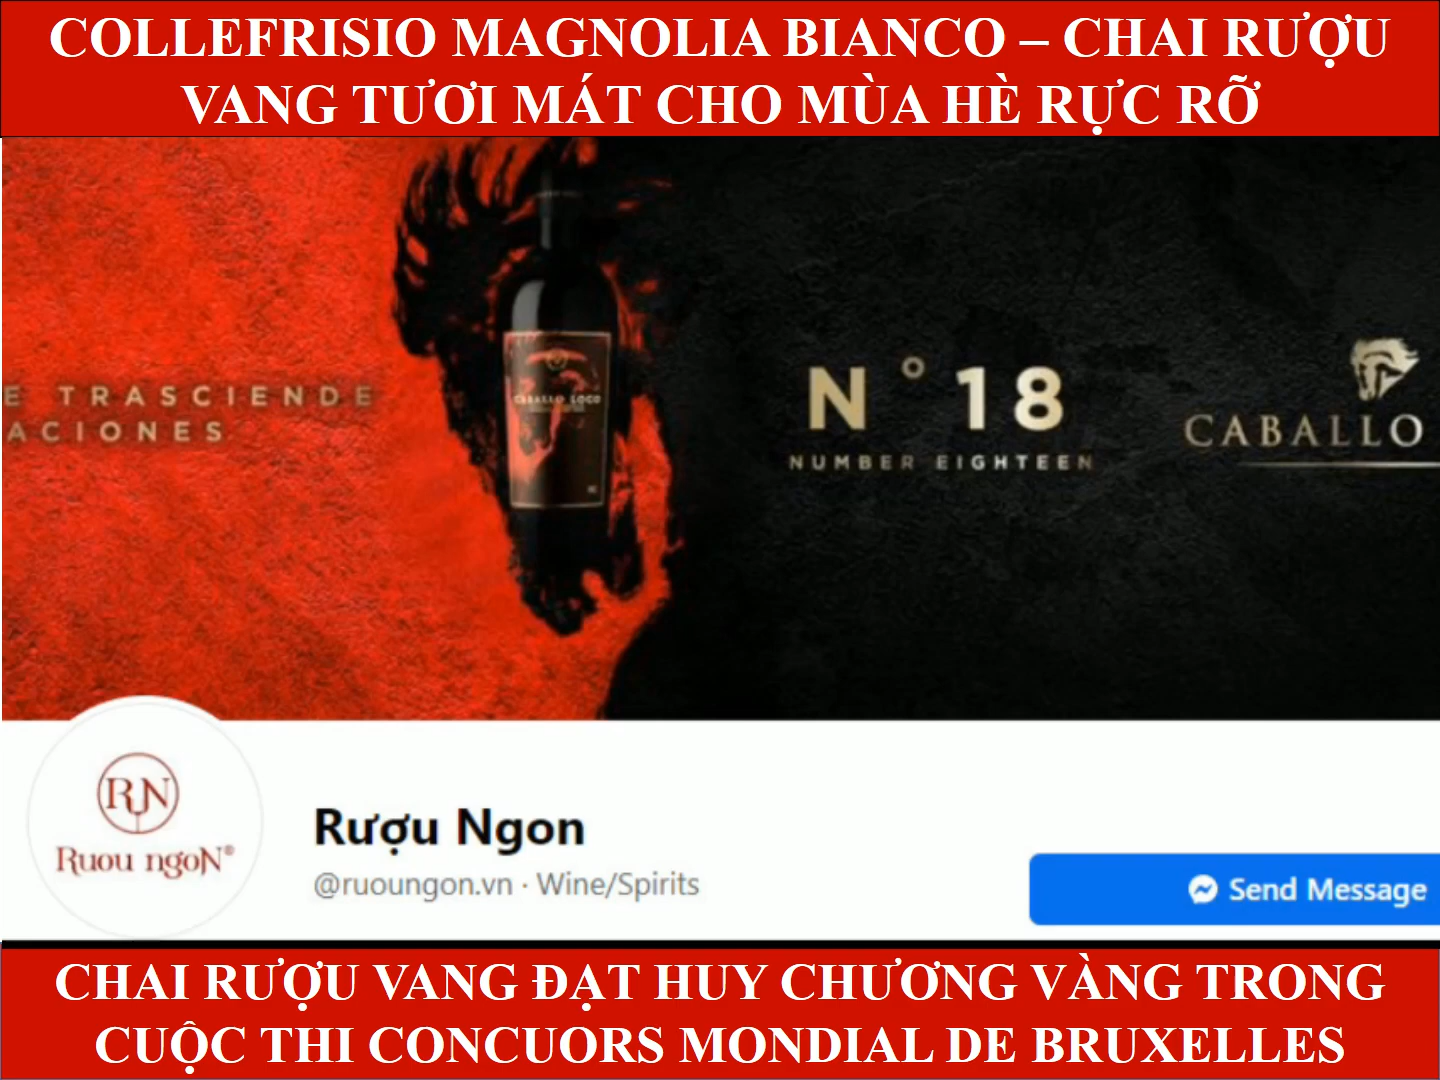 COLLEFRISIO MAGNOLIA BIANCO – CHAI RƯỢU
VANG TƯƠI MÁT CHO MÙA HÈ RỰC RỠ
E TRASCIENDE
ACIONES
CABALLO LOCO
N° 18
NUMBER EIGHTEEN
CABALLO
RN
Ruou ngoN®
Rượu Ngon
@ruoungon.vn · Wine/Spirits
Send Message
CHAI RƯỢU VANG ĐẠT HUY CHƯƠNG VÀNG TRONG
CUỘC THI CONCUORS MONDIAL DE BRUXELLES